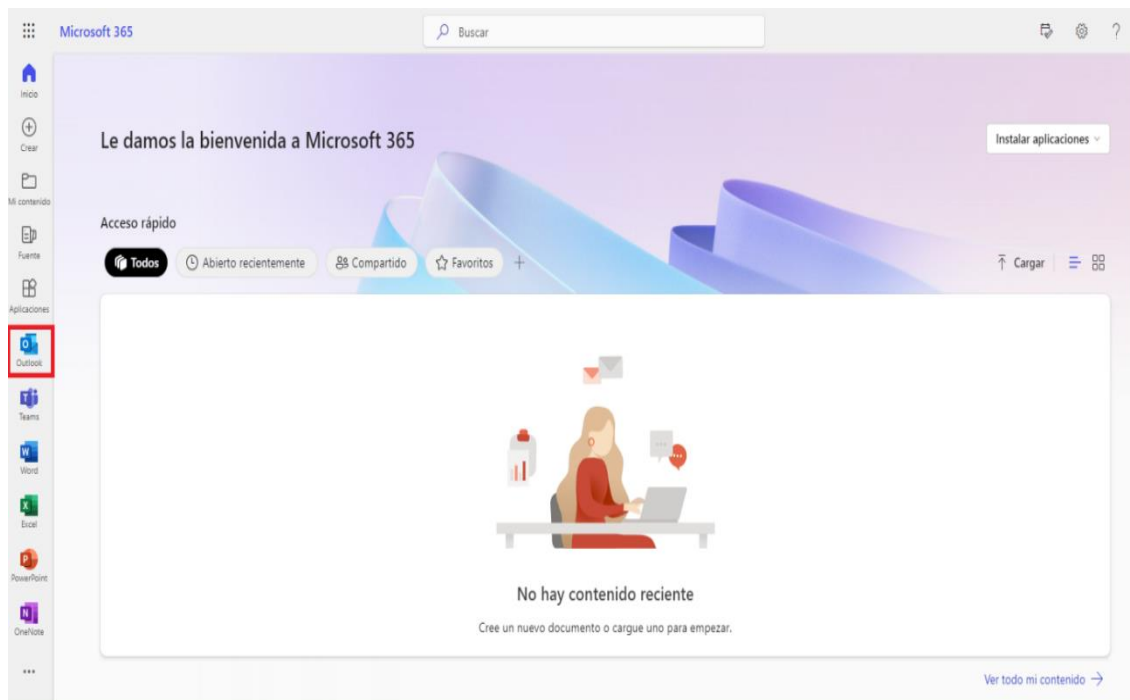 Microsoft 365
Buscar
?
Inicio
Crear
Mi contenido
Fuente
Aplicaciones
Outlook
Teams
Word
Excel
PowerPoint
OneNote
Le damos la bienvenida a Microsoft 365
Instalar aplicaciones
Acceso rápido
Todos
Abierto recientemente
Compartido
Favoritos
Cargar
No hay contenido reciente
Cree un nuevo documento o cargue uno para empezar.
Ver todo mi contenido →